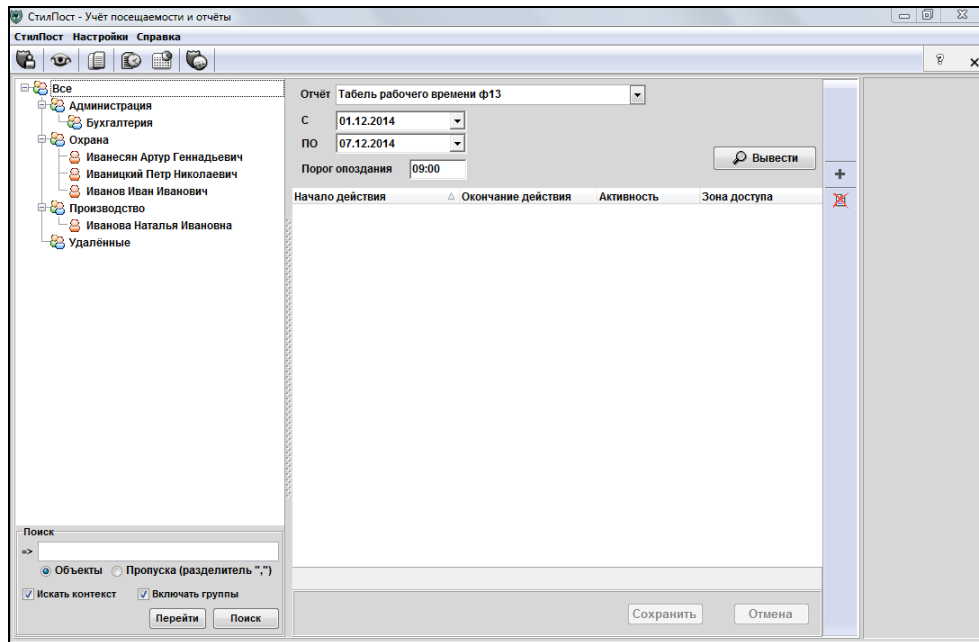 СтилПост - Учёт посещаемости и отчёты
СтилПост Настройки Справка
Все
Администрация
Бухгалтерия
Охрана
Иванесян Артур Геннадьевич
Иваницкий Петр Николаевич
Иванов Иван Иванович
Производство
Иванова Наталья Ивановна
Удалённые
Отчёт Табель рабочего времени ф13
С 01.12.2014
ПО 07.12.2014
Порог опоздания 09:00
Вывести
Начало действия Окончание действия Активность Зона доступа
Поиск
=>
Объекты Пропуска (разделитель ",")
Искать контекст Включать группы
Перейти Поиск
Сохранить Отмена